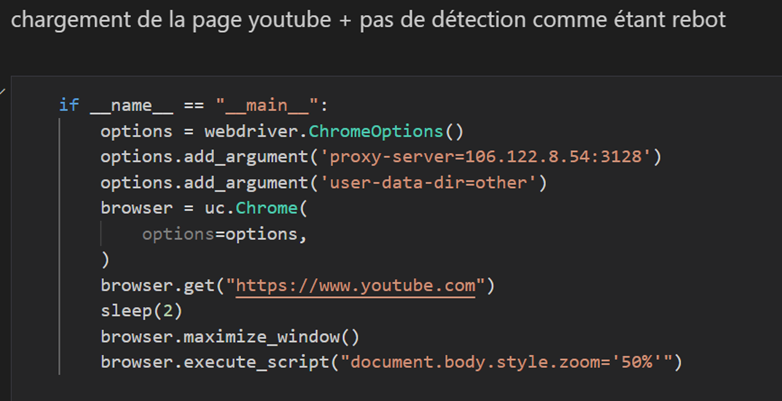 chargement de la page youtube + pas de détection comme étant rebot
if __name__ == "__main__":
    options = webdriver.ChromeOptions()
    options.add_argument('proxy-server=106.122.8.54:3128')
    options.add_argument('user-data-dir=other')
    browser = uc.Chrome(
        options=options,
    )
    browser.get("https://www.youtube.com")
    sleep(2)
    browser.maximize_window()
    browser.execute_script("document.body.style.zoom='50%'")